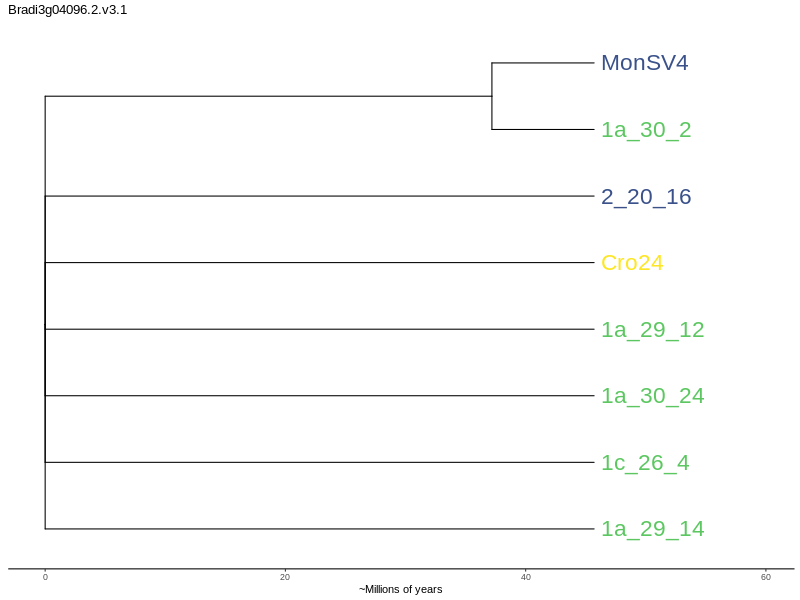 Bradi3g04096.2.v3.1
MonSV4
1a_30_2
2_20_16
Cro24
1a_29_12
1a_30_24
1c_26_4
1a_29_14
0 20 40 60
~Millions of years